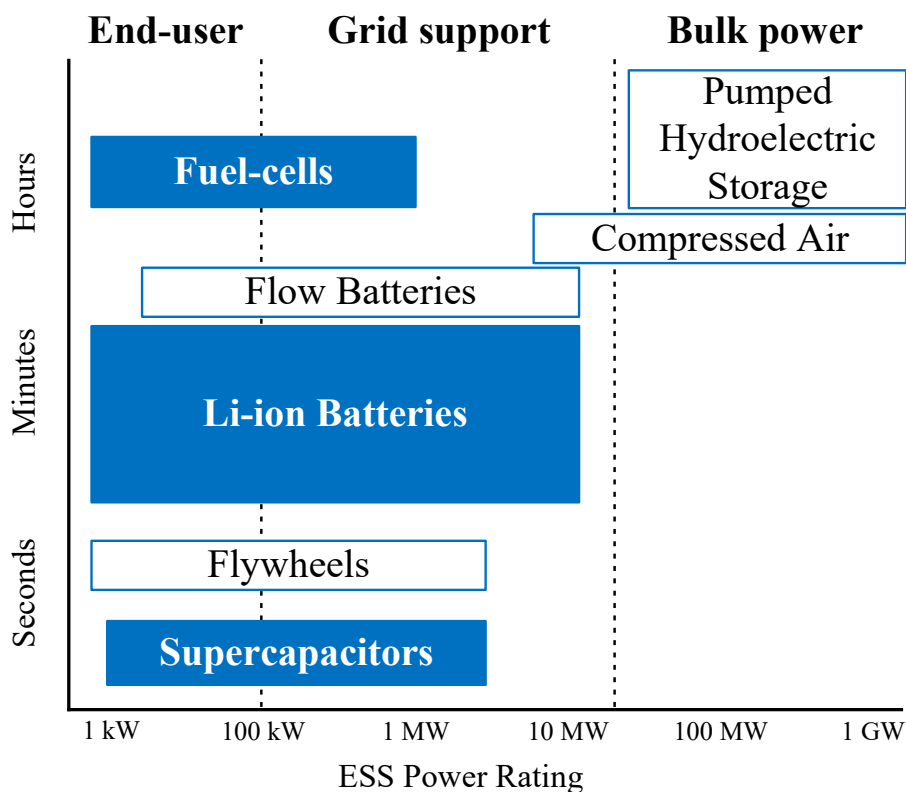 End-user Grid support Bulk power
Pumped
Hydroelectric
Storage
Hours
Fuel-cells
Compressed Air
Flow Batteries
Minutes
Li-ion Batteries
Seconds
Flywheels
Supercapacitors
1 kW 100 kW 1 MW 10 MW 100 MW 1 GW
ESS Power Rating